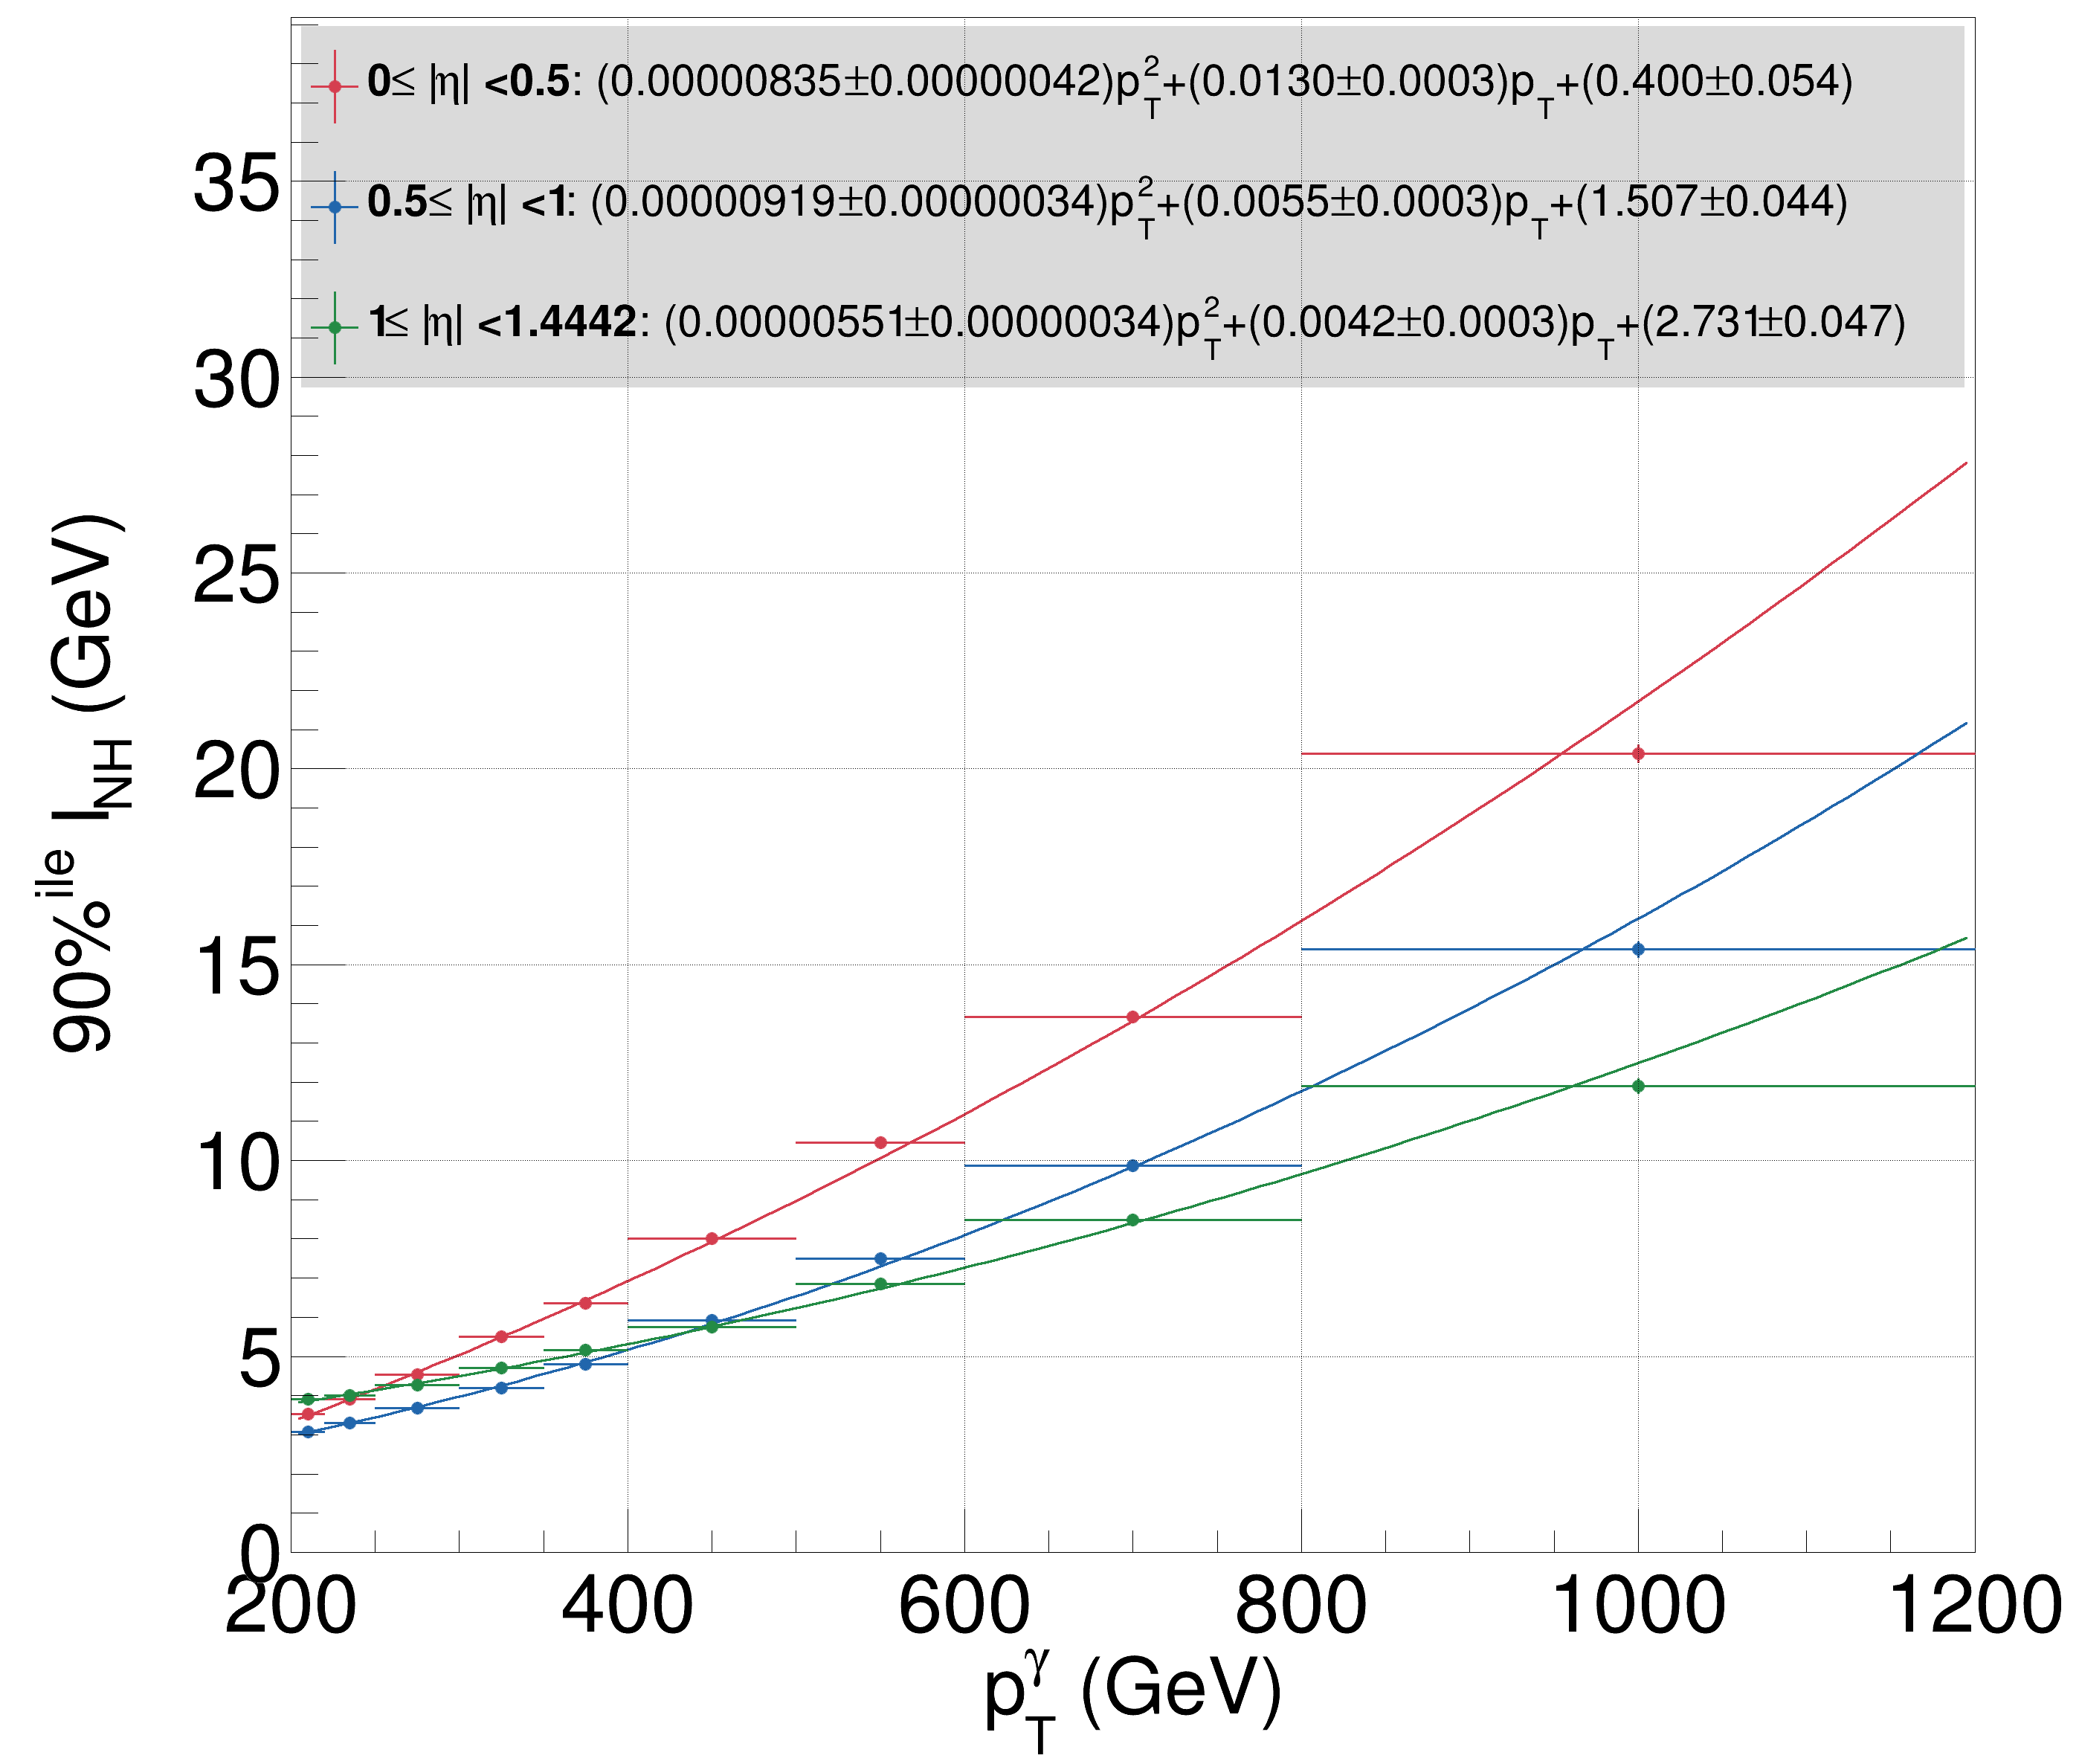 0≤ |η| <0.5: (0.00000835±0.00000042)p_T^2+(0.0130±0.0003)p_T+(0.400±0.054)
0.5≤ |η| <1: (0.00000919±0.00000034)p_T^2+(0.0055±0.0003)p_T+(1.507±0.044)
1≤ |η| <1.4442: (0.00000551±0.00000034)p_T^2+(0.0042±0.0003)p_T+(2.731±0.047)
35
30
25
20
15
10
5
0
90%^ile I_NH (GeV)
200 400 600 800 1000 1200
p_T^γ (GeV)